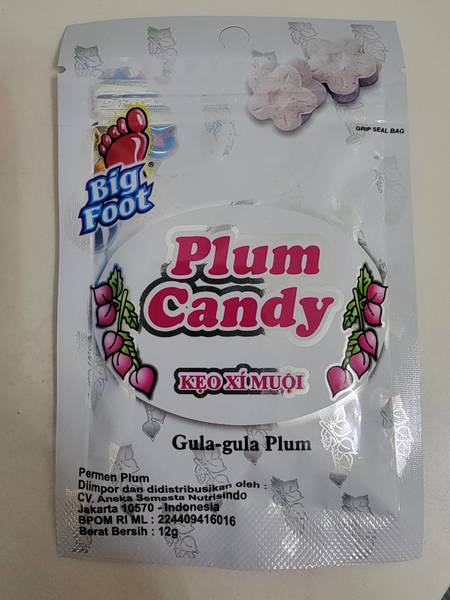 GRIP SEAL BAG
Big
Foot
Plum
Candy
KẸO XÍ MUỘI
Gula-gula Plum
Permen Plum
Diimpor dan didistribusikan oleh :
CV. Aneka Semesta Nutrisindo
Jakarta 10570 - Indonesia
BPOM RI ML : 224409416016
Berat Bersih : 12g